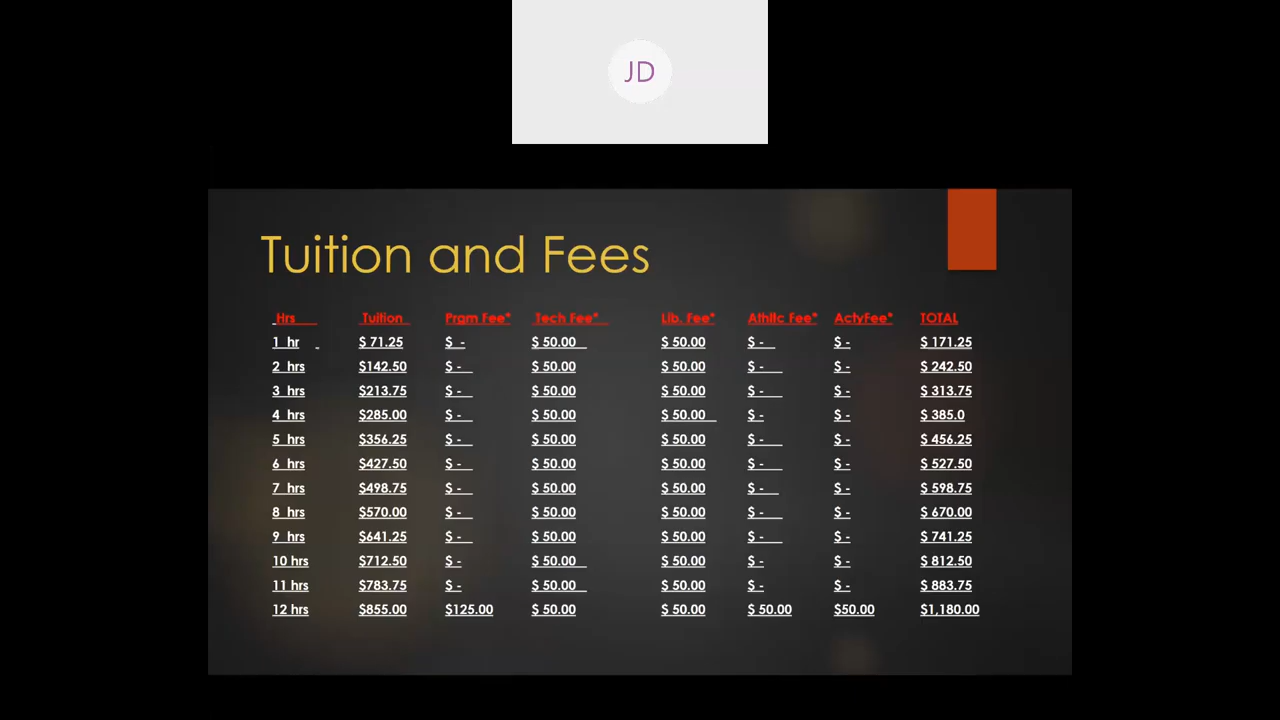 JD
Tuition and Fees
Hrs Tuition Prgm Fee* Tech Fee* Lib. Fee* Athltc Fee* ActyFee* TOTAL
1 hr $ 71.25 $ - $ 50.00 $ 50.00 $ - $ - $ 171.25
2 hrs $142.50 $ - $ 50.00 $ 50.00 $ - $ - $ 242.50
3 hrs $213.75 $ - $ 50.00 $ 50.00 $ - $ - $ 313.75
4 hrs $285.00 $ - $ 50.00 $ 50.00 $ - $ - $ 385.0
5 hrs $356.25 $ - $ 50.00 $ 50.00 $ - $ - $ 456.25
6 hrs $427.50 $ - $ 50.00 $ 50.00 $ - $ - $ 527.50
7 hrs $498.75 $ - $ 50.00 $ 50.00 $ - $ - $ 598.75
8 hrs $570.00 $ - $ 50.00 $ 50.00 $ - $ - $ 670.00
9 hrs $641.25 $ - $ 50.00 $ 50.00 $ - $ - $ 741.25
10 hrs $712.50 $ - $ 50.00 $ 50.00 $ - $ - $ 812.50
11 hrs $783.75 $ - $ 50.00 $ 50.00 $ - $ - $ 883.75
12 hrs $855.00 $125.00 $ 50.00 $ 50.00 $ 50.00 $50.00 $1,180.00